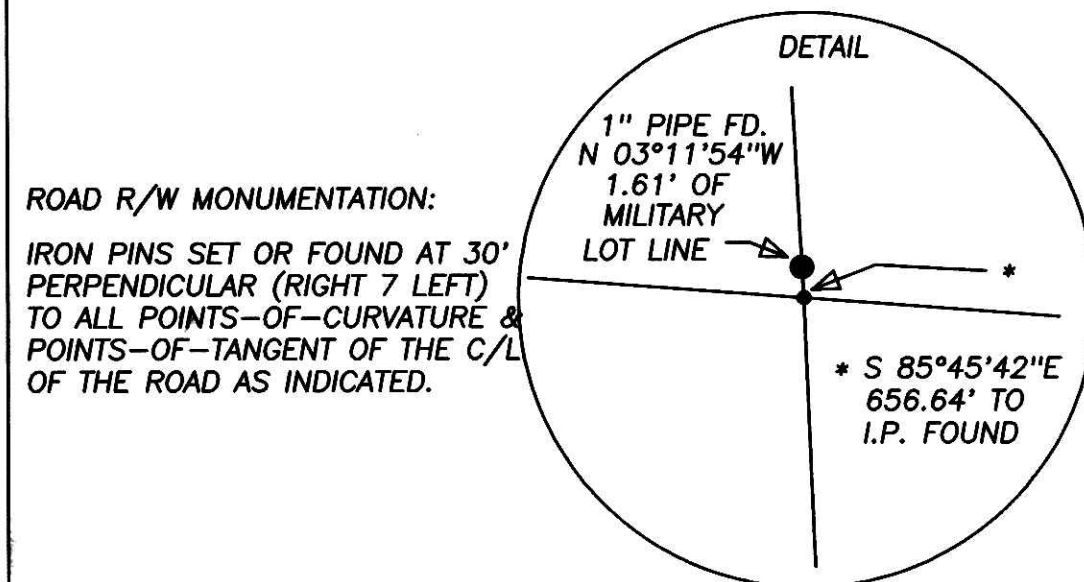 DETAIL
1" PIPE FD.
N 03°11'54"W
1.61' OF
MILITARY
LOT LINE
*
* S 85°45'42"E
656.64' TO
I.P. FOUND
ROAD R/W MONUMENTATION:
IRON PINS SET OR FOUND AT 30'
PERPENDICULAR (RIGHT 7 LEFT)
TO ALL POINTS-OF-CURVATURE &
POINTS-OF-TANGENT OF THE C/L
OF THE ROAD AS INDICATED.